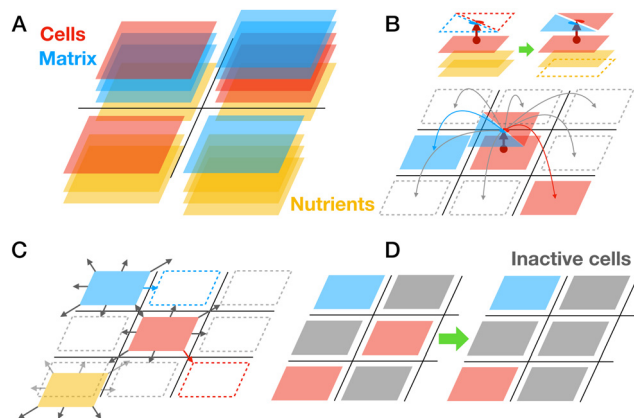 A
Cells
Matrix
Nutrients
B
C
D
Inactive cells